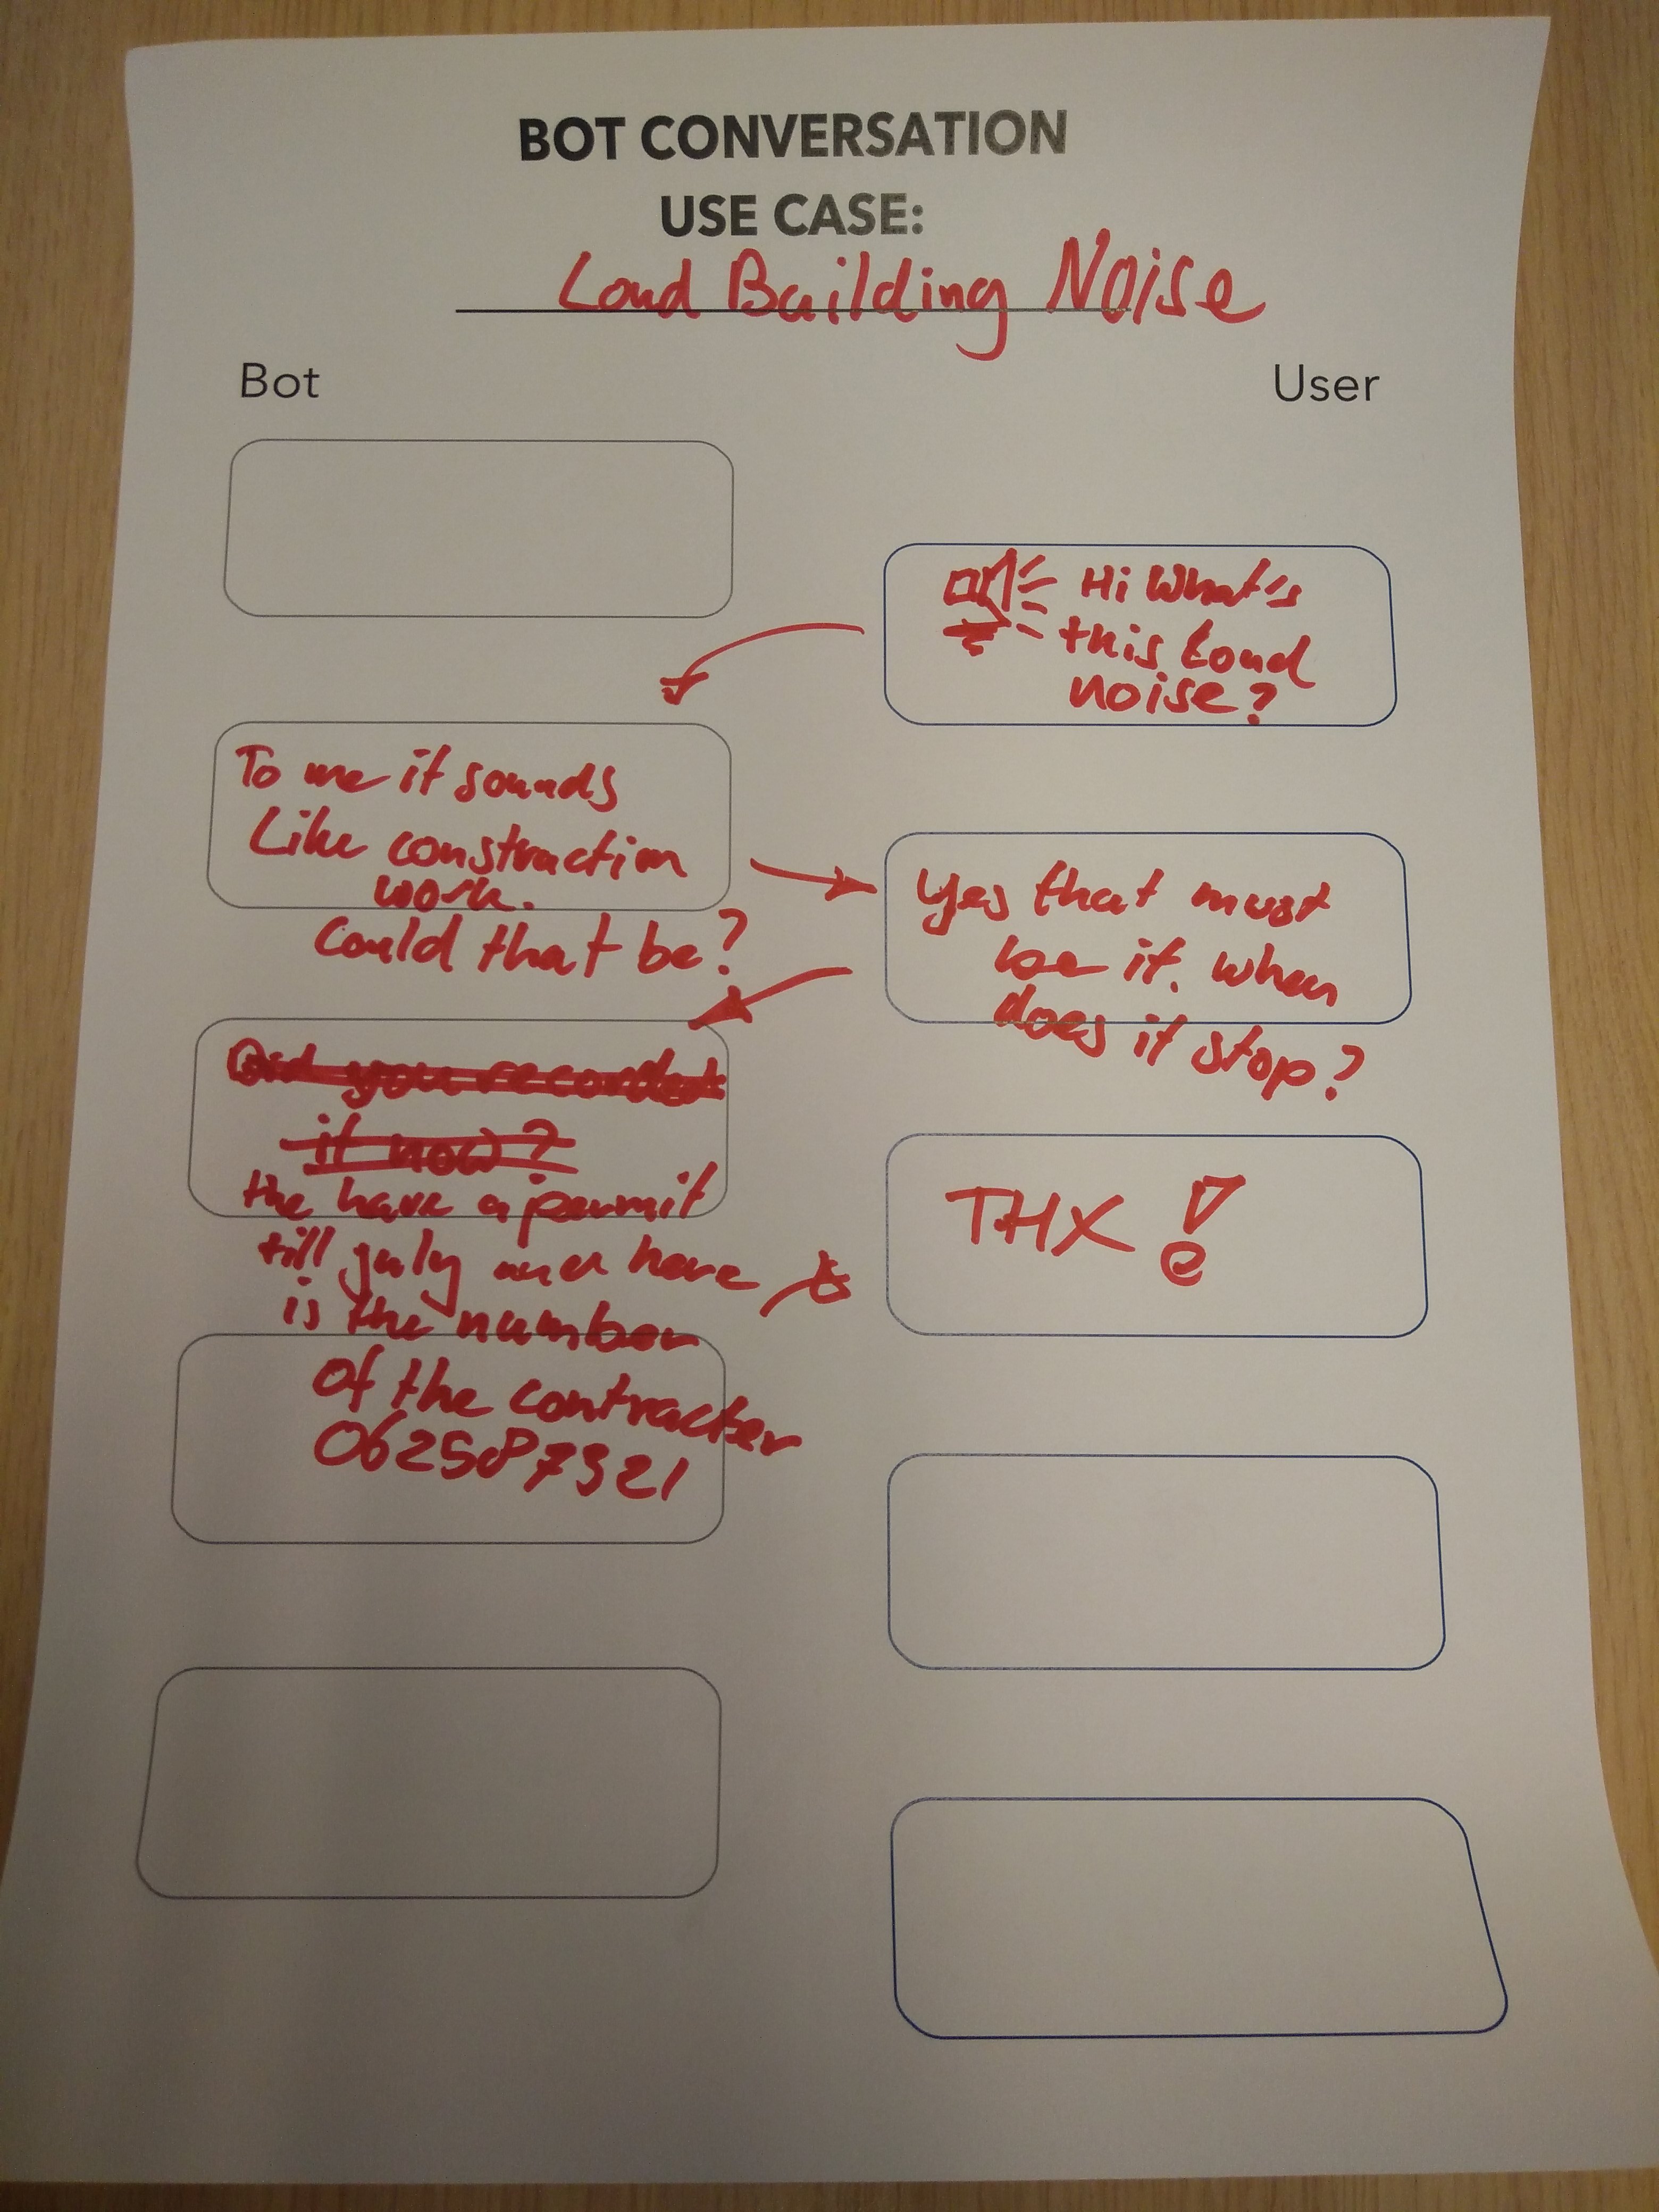 BOT CONVERSATION
USE CASE:
Loud Building Noise
Bot
User
Hi What's
this Loud
noise?
To me it sounds
Like constraction
work.
Could that be?
Yes that must
be it. when
does it stop?
Did you recorded
it now?
the have a permit
till july and here
is the number
of the contracter
062587321
THX!